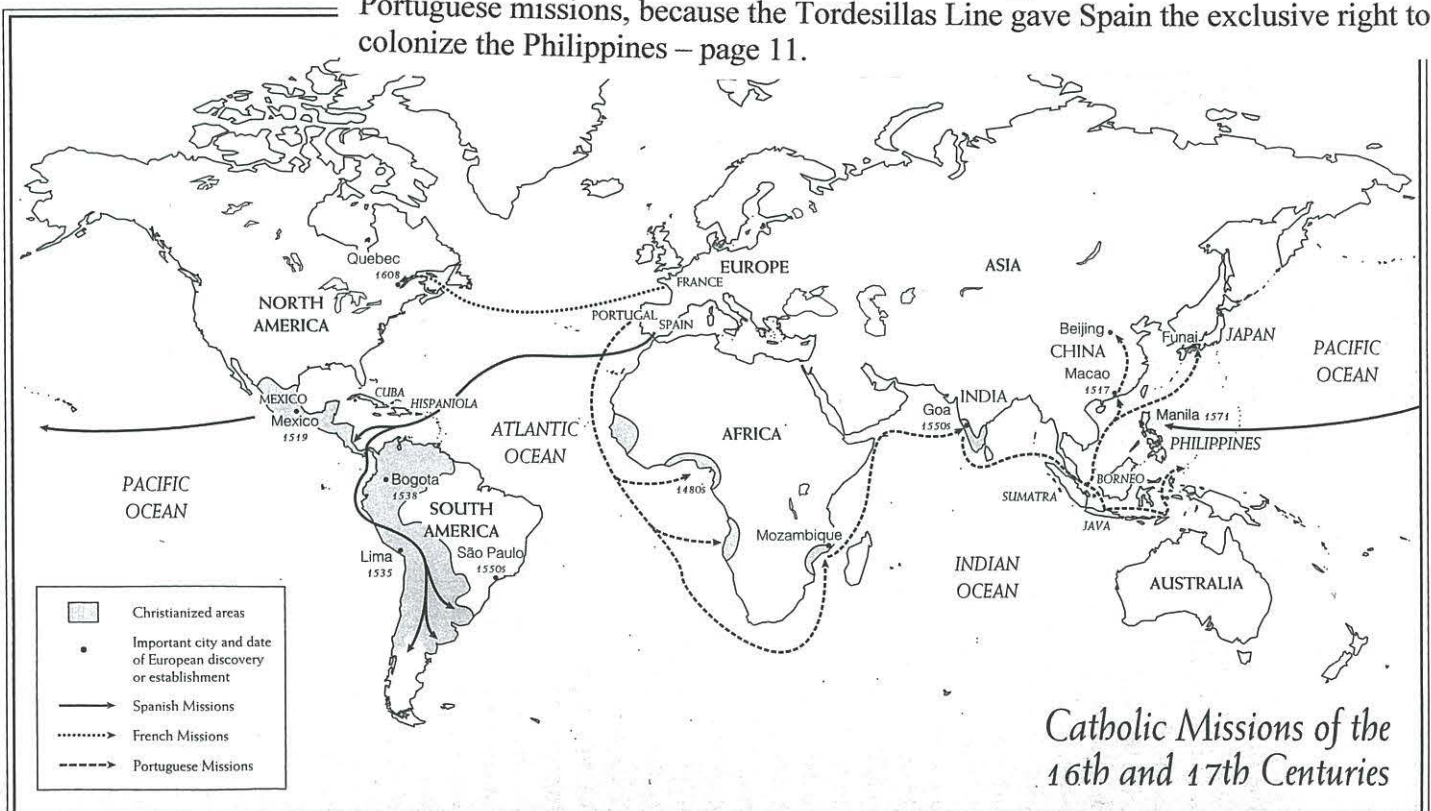 Portuguese missions, because the Tordesillas Line gave Spain the exclusive right to
colonize the Philippines – page 11.
Quebec
1608
NORTH
AMERICA
EUROPE
FRANCE
PORTUGAL
SPAIN
ASIA
Beijing
CHINA
Macao
1517
Funai
JAPAN
PACIFIC
OCEAN
MEXICO
Mexico
1519
CUBA
HISPANIOLA
ATLANTIC
OCEAN
AFRICA
INDIA
Goa
1550s
Manila 1571
PHILIPPINES
PACIFIC
OCEAN
Bogota
1538
SOUTH
AMERICA
1480s
SUMATRA
BORNEO
JAVA
Lima
1535
São Paulo
1550s
Mozambique
INDIAN
OCEAN
AUSTRALIA
Christianized areas
Important city and date
of European discovery
or establishment
Spanish Missions
French Missions
Portuguese Missions
Catholic Missions of the
16th and 17th Centuries